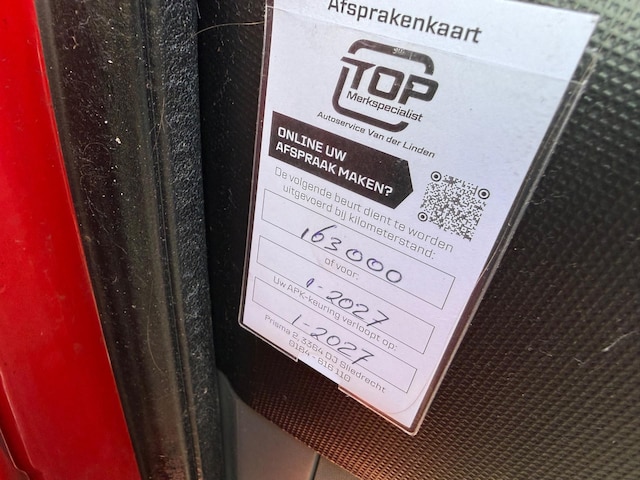 Afsprakenkaart
TOP
Merkspecialist
Autoservice Van der Linden
ONLINE UW
AFSPRAAK MAKEN?
De volgende beurt dient te worden
uitgevoerd bij kilometerstand:
163000
of voor:
1-2027
Uw APK-keuring verloopt op:
1-2027
Prisma 2, 3364 DJ Sliedrecht
0184 - 616 110